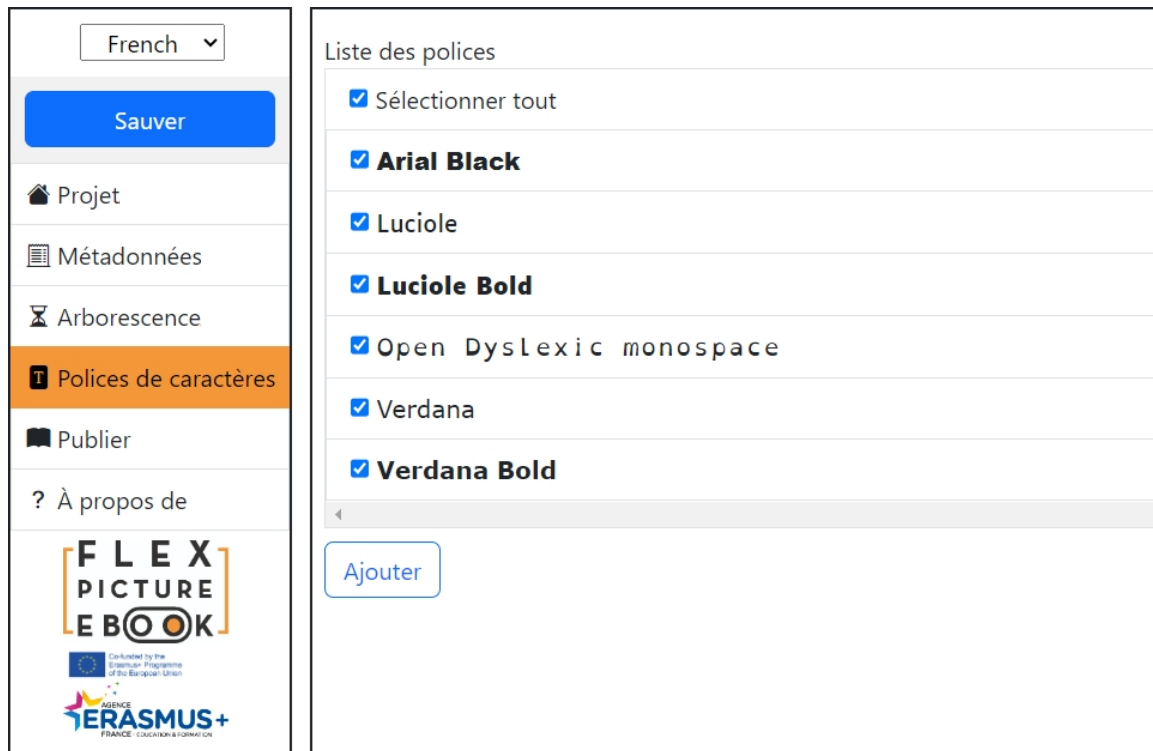 French
Sauver
Projet
Métadonnées
Arborescence
T Polices de caractères
Publier
? À propos de
FLEX
PICTURE
EBOOK
Co-funded by the
Erasmus+ Programme
of the European Union
AGENCE
ERASMUS+
FRANCE - EDUCATION & FORMATION
Liste des polices
Sélectionner tout
Arial Black
Luciole
Luciole Bold
Open Dyslexic monospace
Verdana
Verdana Bold
Ajouter